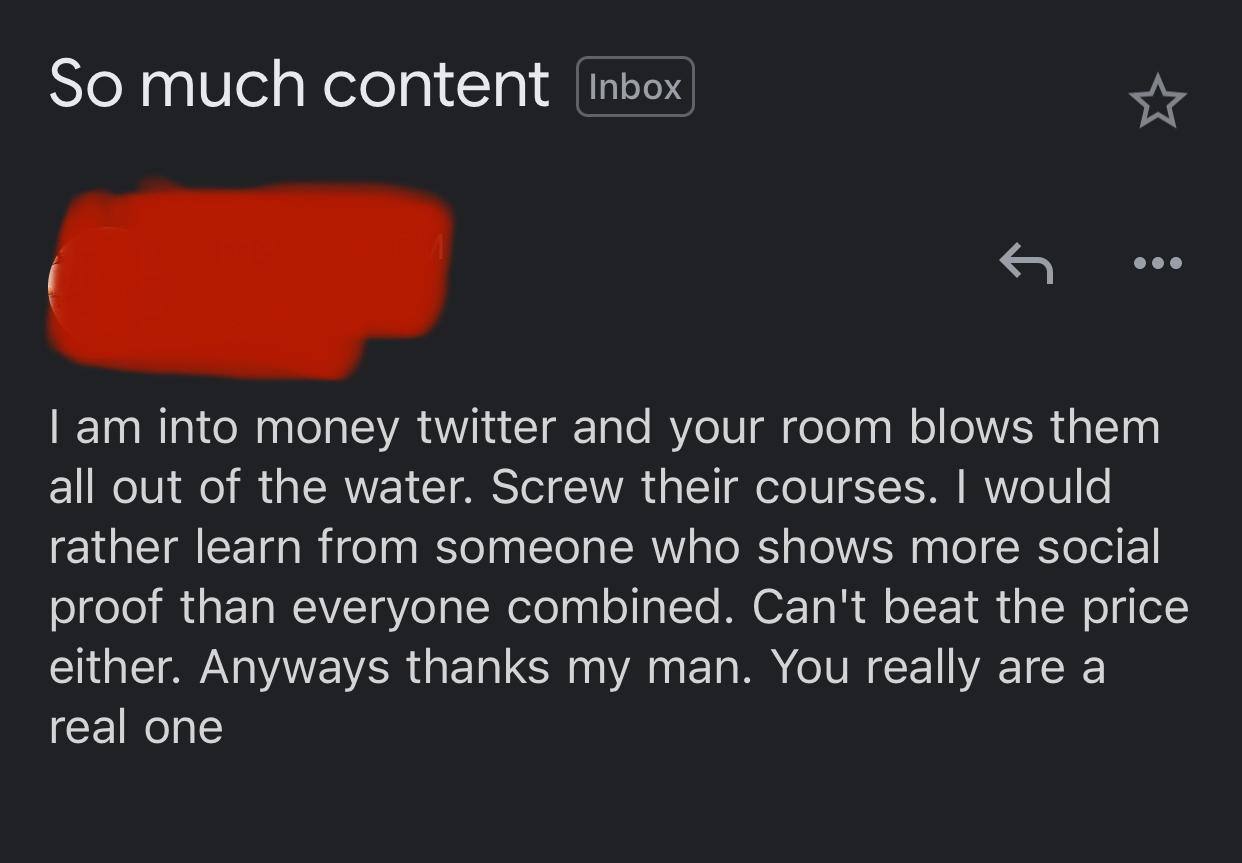 So much content Inbox
I am into money twitter and your room blows them
all out of the water. Screw their courses. I would
rather learn from someone who shows more social
proof than everyone combined. Can't beat the price
either. Anyways thanks my man. You really are a
real one